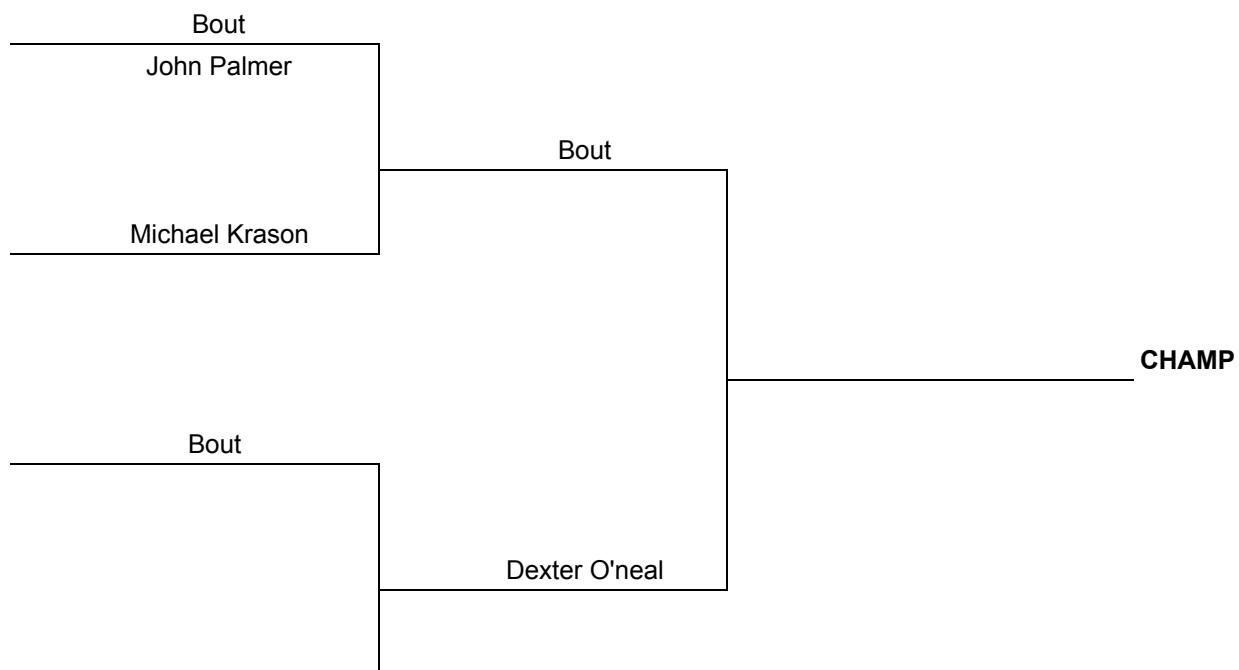 Bout
John Palmer
Bout
Michael Krason
CHAMP
Bout
Dexter O'neal